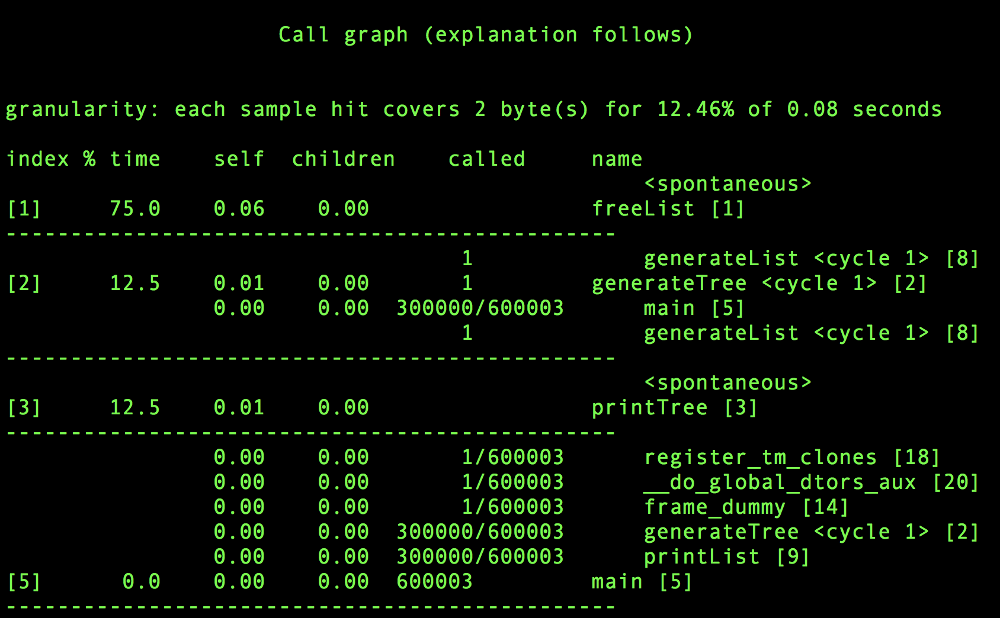 Call graph (explanation follows)
granularity: each sample hit covers 2 byte(s) for 12.46% of 0.08 seconds
index % time    self  children    called     name
                                                 <spontaneous>
[1]     75.0    0.06    0.00                 freeList [1]
-----------------------------------------------
                                   1             generateList <cycle 1> [8]
[2]     12.5    0.01    0.00       1         generateTree <cycle 1> [2]
                0.00    0.00  300000/600003      main [5]
                                   1             generateList <cycle 1> [8]
-----------------------------------------------
                                                 <spontaneous>
[3]     12.5    0.01    0.00                 printTree [3]
-----------------------------------------------
                0.00    0.00       1/600003      register_tm_clones [18]
                0.00    0.00       1/600003      __do_global_dtors_aux [20]
                0.00    0.00       1/600003      frame_dummy [14]
                0.00    0.00  300000/600003      generateTree <cycle 1> [2]
                0.00    0.00  300000/600003      printList [9]
[5]      0.0    0.00    0.00  600003         main [5]
-----------------------------------------------